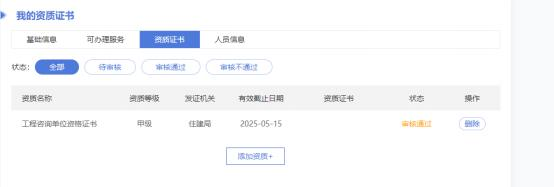 我的资质证书
基础信息 可办理服务 资质证书 人员信息
状态: 全部 待审核 审核通过 审核不通过
资质名称 资质等级 发证机关 有效截止日期 资质证书 状态 操作
工程咨询单位资格证书 甲级 住建局 2025-05-15 审核通过 删除
添加资质+